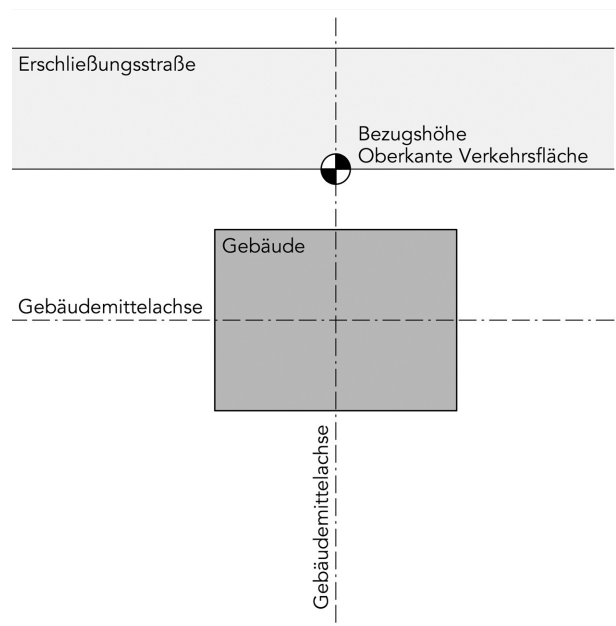 Erschließungsstraße
Bezugshöhe
Oberkante Verkehrsfläche
Gebäude
Gebäudemittelachse
Gebäudemittelachse